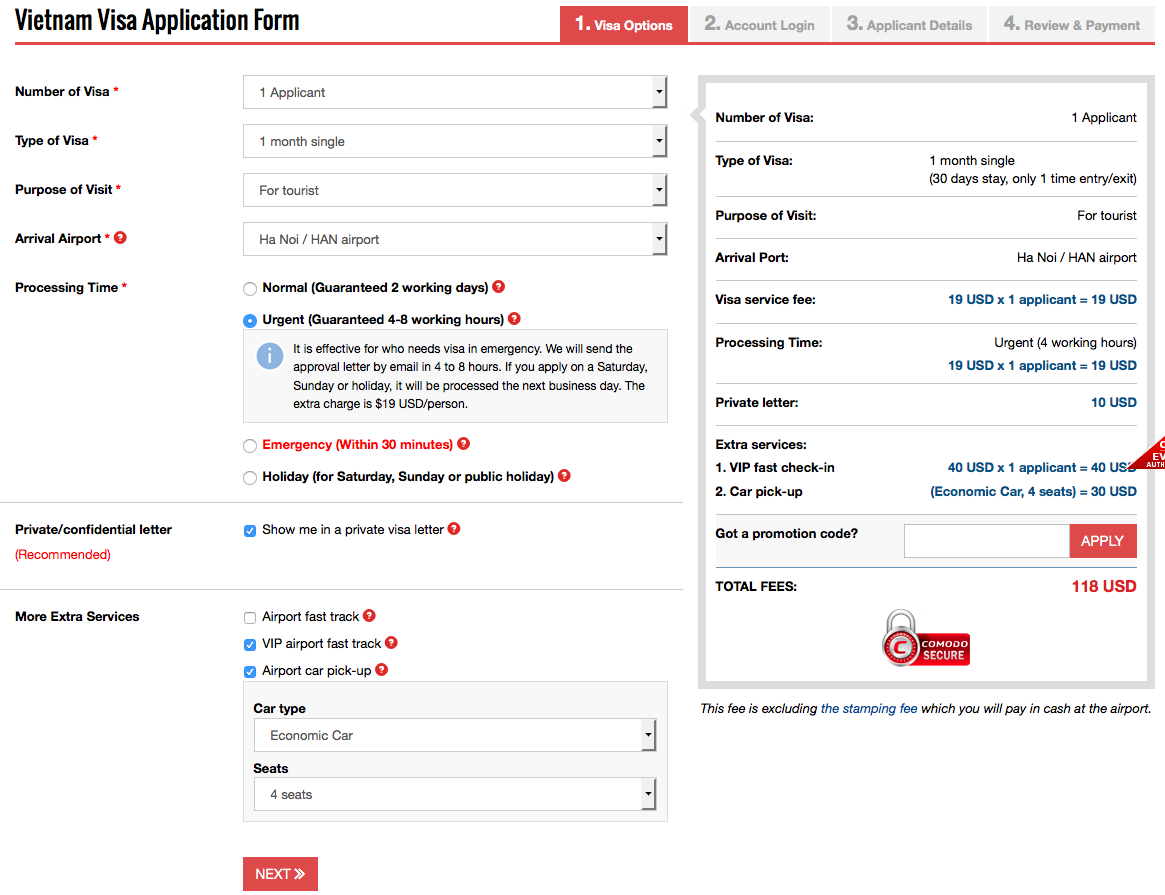 Vietnam Visa Application Form
1. Visa Options
2. Account Login
3. Applicant Details
4. Review & Payment
Number of Visa *
1 Applicant
Type of Visa *
1 month single
Purpose of Visit *
For tourist
Arrival Airport * ?
Ha Noi / HAN airport
Processing Time *
Normal (Guaranteed 2 working days) ?
Urgent (Guaranteed 4-8 working hours) ?
i
It is effective for who needs visa in emergency. We will send the
approval letter by email in 4 to 8 hours. If you apply on a Saturday,
Sunday or holiday, it will be processed the next business day. The
extra charge is $19 USD/person.
Emergency (Within 30 minutes) ?
Holiday (for Saturday, Sunday or public holiday) ?
Private/confidential letter
(Recommended)
Show me in a private visa letter ?
More Extra Services
Airport fast track ?
VIP airport fast track ?
Airport car pick-up ?
Car type
Economic Car
Seats
4 seats
NEXT »
Number of Visa: 1 Applicant
Type of Visa: 1 month single
(30 days stay, only 1 time entry/exit)
Purpose of Visit: For tourist
Arrival Port: Ha Noi / HAN airport
Visa service fee: 19 USD x 1 applicant = 19 USD
Processing Time: Urgent (4 working hours)
19 USD x 1 applicant = 19 USD
Private letter: 10 USD
Extra services:
1. VIP fast check-in 40 USD x 1 applicant = 40 USD
2. Car pick-up (Economic Car, 4 seats) = 30 USD
Got a promotion code? APPLY
TOTAL FEES: 118 USD
C COMODO
SECURE
This fee is excluding the stamping fee which you will pay in cash at the airport.